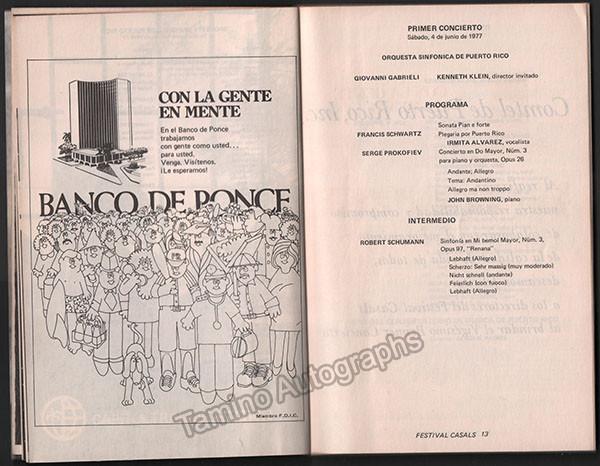 CON LA GENTE
EN MENTE
En el Banco de Ponce
trabajamos
con gente como usted...
para usted.
Venga. Visítenos.
¡Le esperamos!
BANCO DE PONCE
Miembro F.D.I.C.
PRIMER CONCIERTO
Sábado, 4 de junio de 1977
ORQUESTA SINFONICA DE PUERTO RICO
GIOVANNI GABRIELI KENNETH KLEIN, director invitado
PROGRAMA
Sonata Pian e forte
FRANCIS SCHWARTZ Plegaria por Puerto Rico
IRMITA ALVAREZ, vocalista
SERGE PROKOFIEV Concierto en Do Mayor, Núm. 3
para piano y orquesta, Opus 26
Andante; Allegro
Tema: Andantino
Allegro ma non troppo
JOHN BROWNING, piano
INTERMEDIO
ROBERT SCHUMANN Sinfonía en Mi bemol Mayor, Núm. 3,
Opus 97, "Renana"
Lebhaft (Allegro)
Scherzo: Sehr massig (muy moderado)
Nicht schnell (andante)
Feierlich (con fuoco)
Lebhaft (Allegro)
FESTIVAL CASALS 13
Tamino Autographs